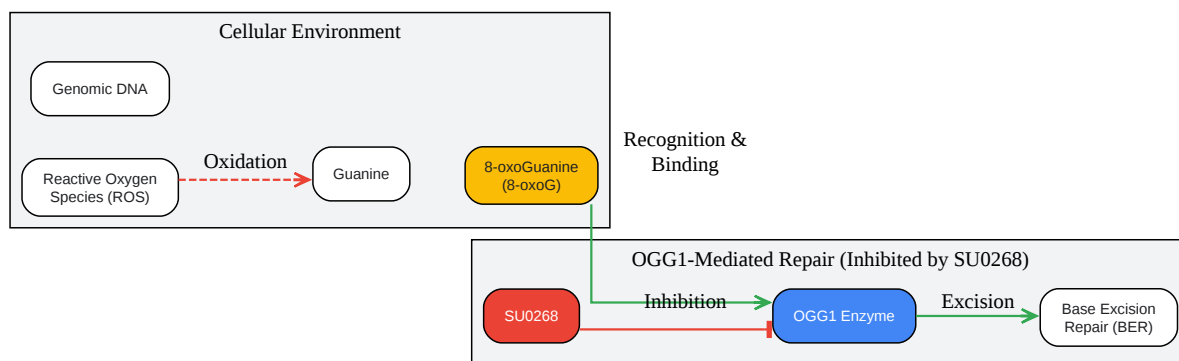 Cellular Environment
Genomic DNA
Reactive Oxygen
Species (ROS)
Oxidation
Guanine
8-oxoGuanine
(8-oxoG)
Recognition &
Binding
OGG1-Mediated Repair (Inhibited by SU0268)
SU0268
Inhibition
OGG1 Enzyme
Excision
Base Excision
Repair (BER)